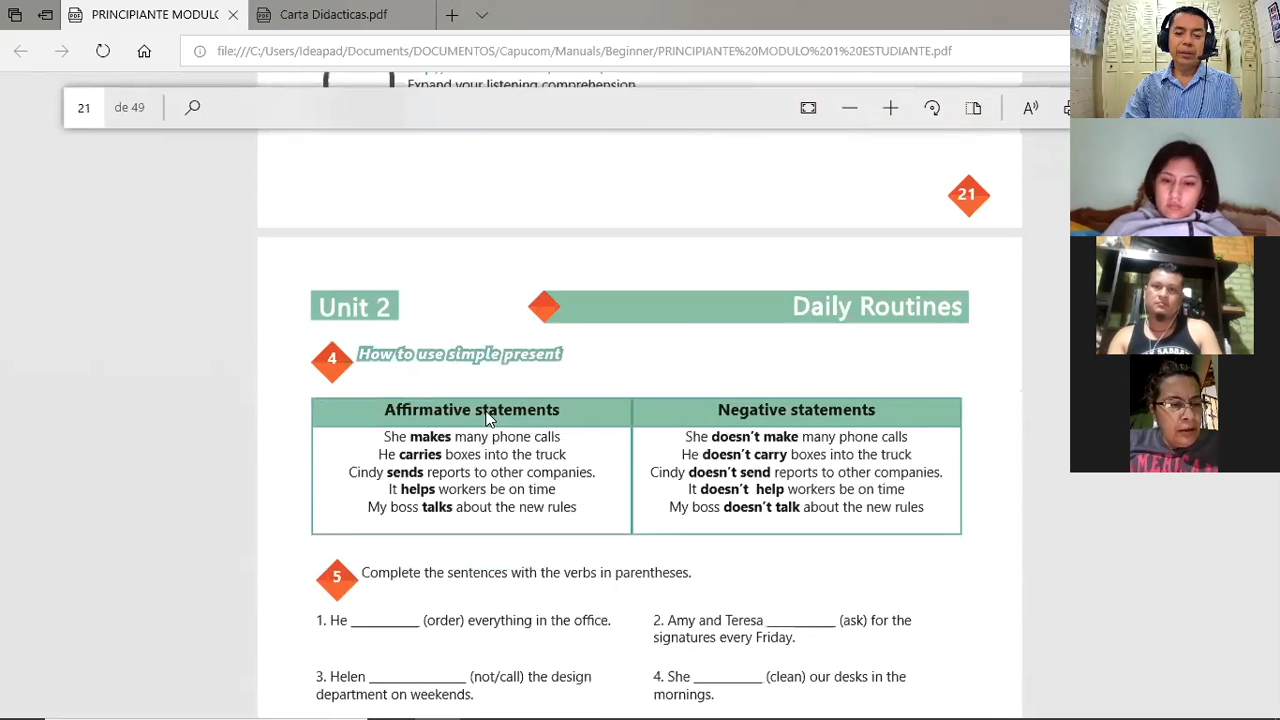 PRINCIPIANTE MODULO
Carta Didacticas.pdf
file:///C:/Users/Ideapad/Documents/DOCUMENTOS/Capucom/Manuals/Beginner/PRINCIPIANTE%20MODULO%201%20ESTUDIANTE.pdf
Expand your listening comprehension
21 de 49
21
Unit 2
Daily Routines
4 How to use simple present
Affirmative statements
She makes many phone calls
He carries boxes into the truck
Cindy sends reports to other companies.
It helps workers be on time
My boss talks about the new rules
Negative statements
She doesn't make many phone calls
He doesn't carry boxes into the truck
Cindy doesn't send reports to other companies.
It doesn't help workers be on time
My boss doesn't talk about the new rules
5 Complete the sentences with the verbs in parentheses.
1. He ________ (order) everything in the office.
2. Amy and Teresa ________ (ask) for the
signatures every Friday.
3. Helen ____________ (not/call) the design
department on weekends.
4. She ________ (clean) our desks in the
mornings.